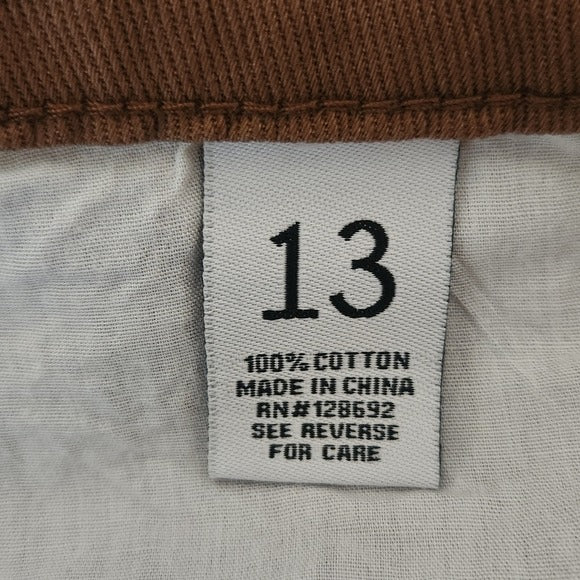 13
100% COTTON
MADE IN CHINA
RN#128692
SEE REVERSE
FOR CARE